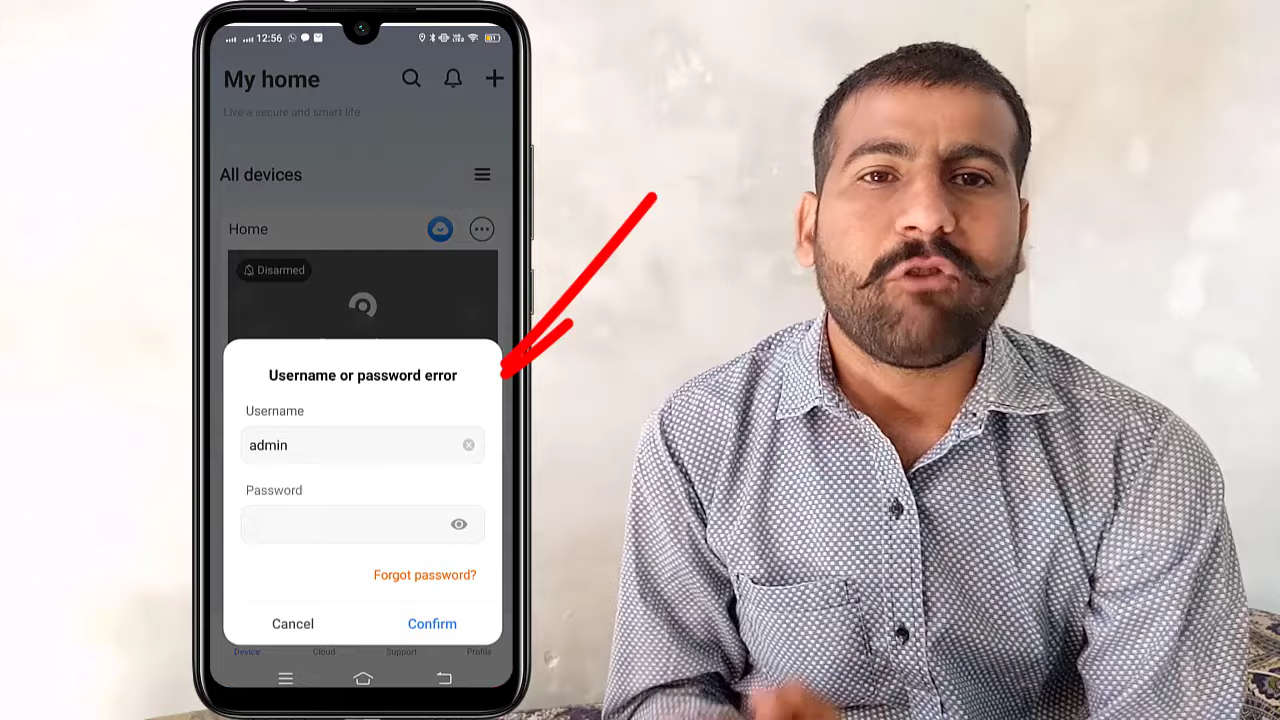 12:56
My home
Live a secure and smart life
All devices
Home
Disarmed
Username or password error
Username
admin
Password
Forgot password?
Cancel Confirm
Device Cloud Support Profile